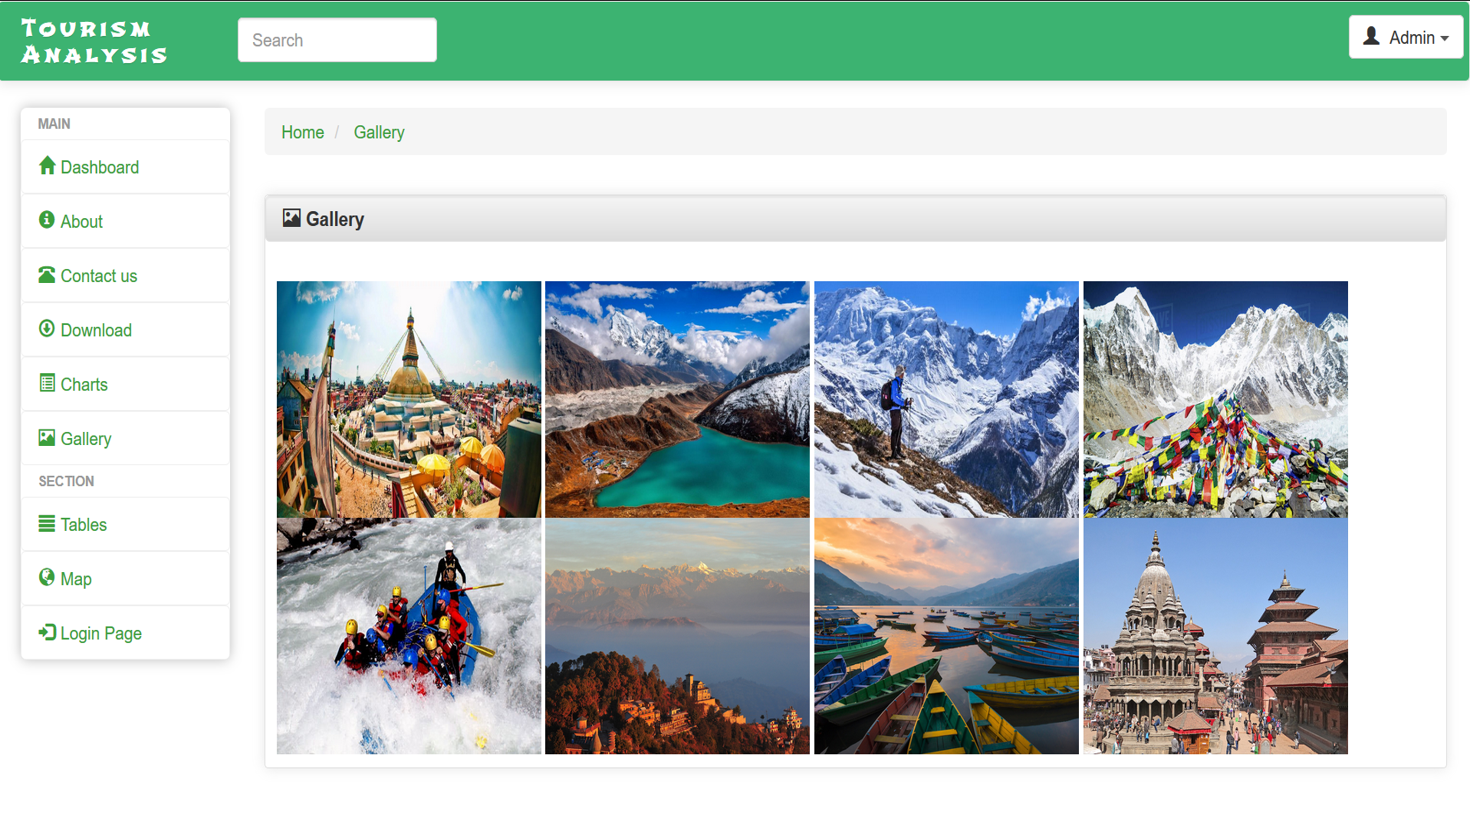 Tourism
Analysis
Search
Admin
MAIN
Dashboard
About
Contact us
Download
Charts
Gallery
SECTION
Tables
Map
Login Page
Home / Gallery
Gallery